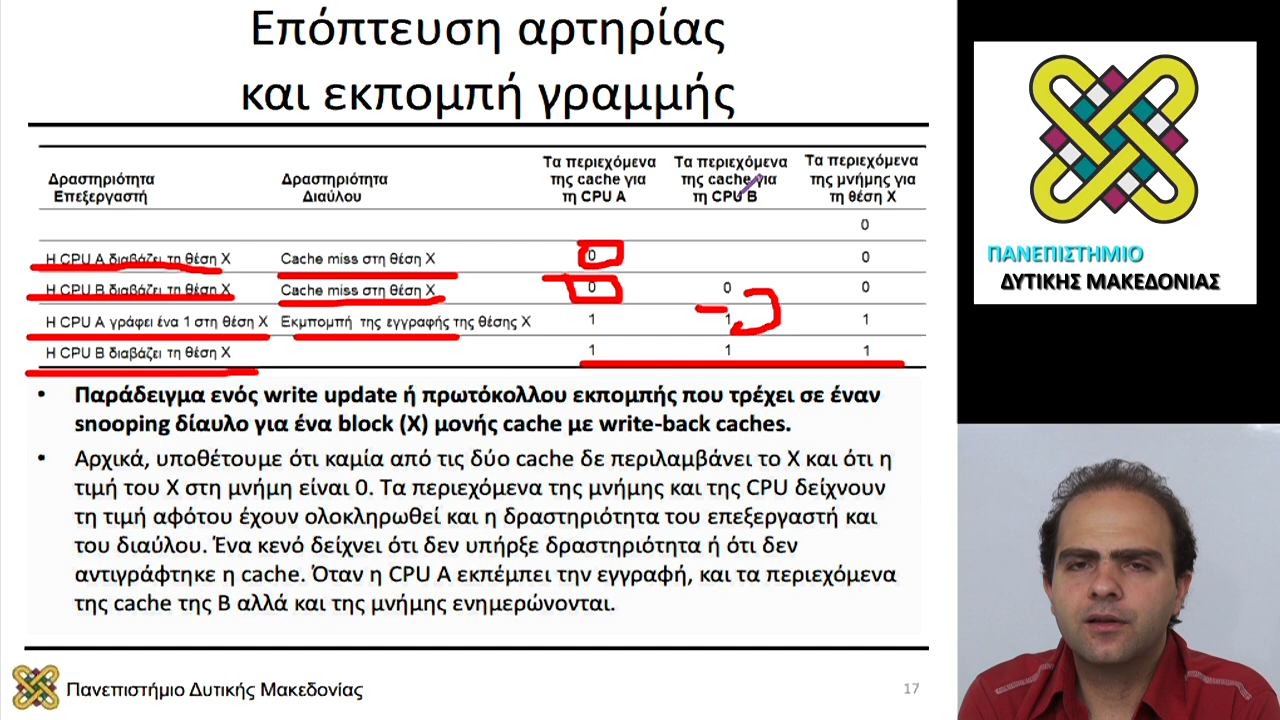 Επόπτευση αρτηρίας
και εκπομπή γραμμής
Δραστηριότητα
Επεξεργαστή
Δραστηριότητα
Διαύλου
Τα περιεχόμενα
της cache για
τη CPU A
Τα περιεχόμενα
της cache για
τη CPU B
Τα περιεχόμενα
της μνήμης για
τη θέση X
0
Η CPU A διαβάζει τη θέση X Cache miss στη θέση X 0 0
Η CPU B διαβάζει τη θέση X Cache miss στη θέση X 0 0 0
Η CPU A γράφει ένα 1 στη θέση X Εκμπομπή της εγγραφής της θέσης X 1 1 1
Η CPU B διαβάζει τη θέση X 1 1 1
• Παράδειγμα ενός write update ή πρωτόκολλου εκπομπής που τρέχει σε έναν
snooping δίαυλο για ένα block (X) μονής cache με write-back caches.
• Αρχικά, υποθέτουμε ότι καμία από τις δύο cache δε περιλαμβάνει το X και ότι η
τιμή του X στη μνήμη είναι 0. Τα περιεχόμενα της μνήμης και της CPU δείχνουν
τη τιμή αφότου έχουν ολοκληρωθεί και η δραστηριότητα του επεξεργαστή και
του διαύλου. Ένα κενό δείχνει ότι δεν υπήρξε δραστηριότητα ή ότι δεν
αντιγράφτηκε η cache. Όταν η CPU A εκπέμπει την εγγραφή, και τα περιεχόμενα
της cache της B αλλά και της μνήμης ενημερώνονται.
Πανεπιστήμιο Δυτικής Μακεδονίας
17
ΠΑΝΕΠΙΣΤΗΜΙΟ
ΔΥΤΙΚΗΣ ΜΑΚΕΔΟΝΙΑΣ